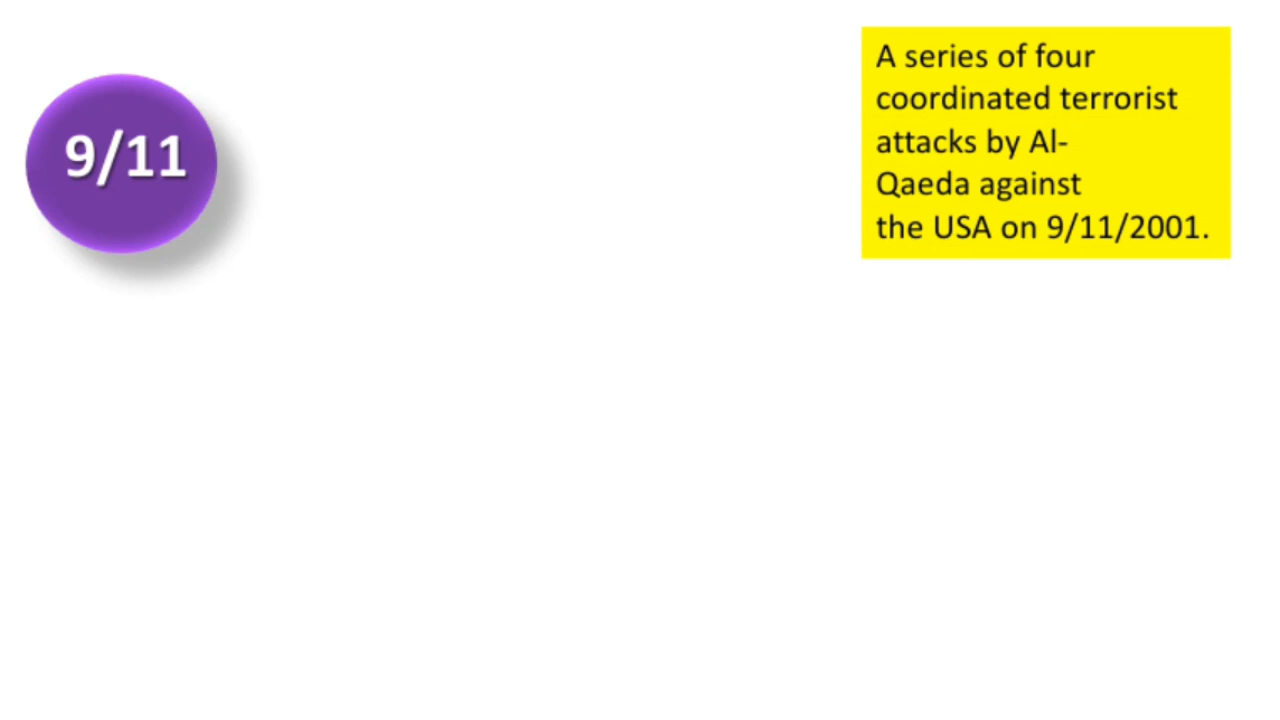 9/11
A series of four
coordinated terrorist
attacks by Al-
Qaeda against
the USA on 9/11/2001.